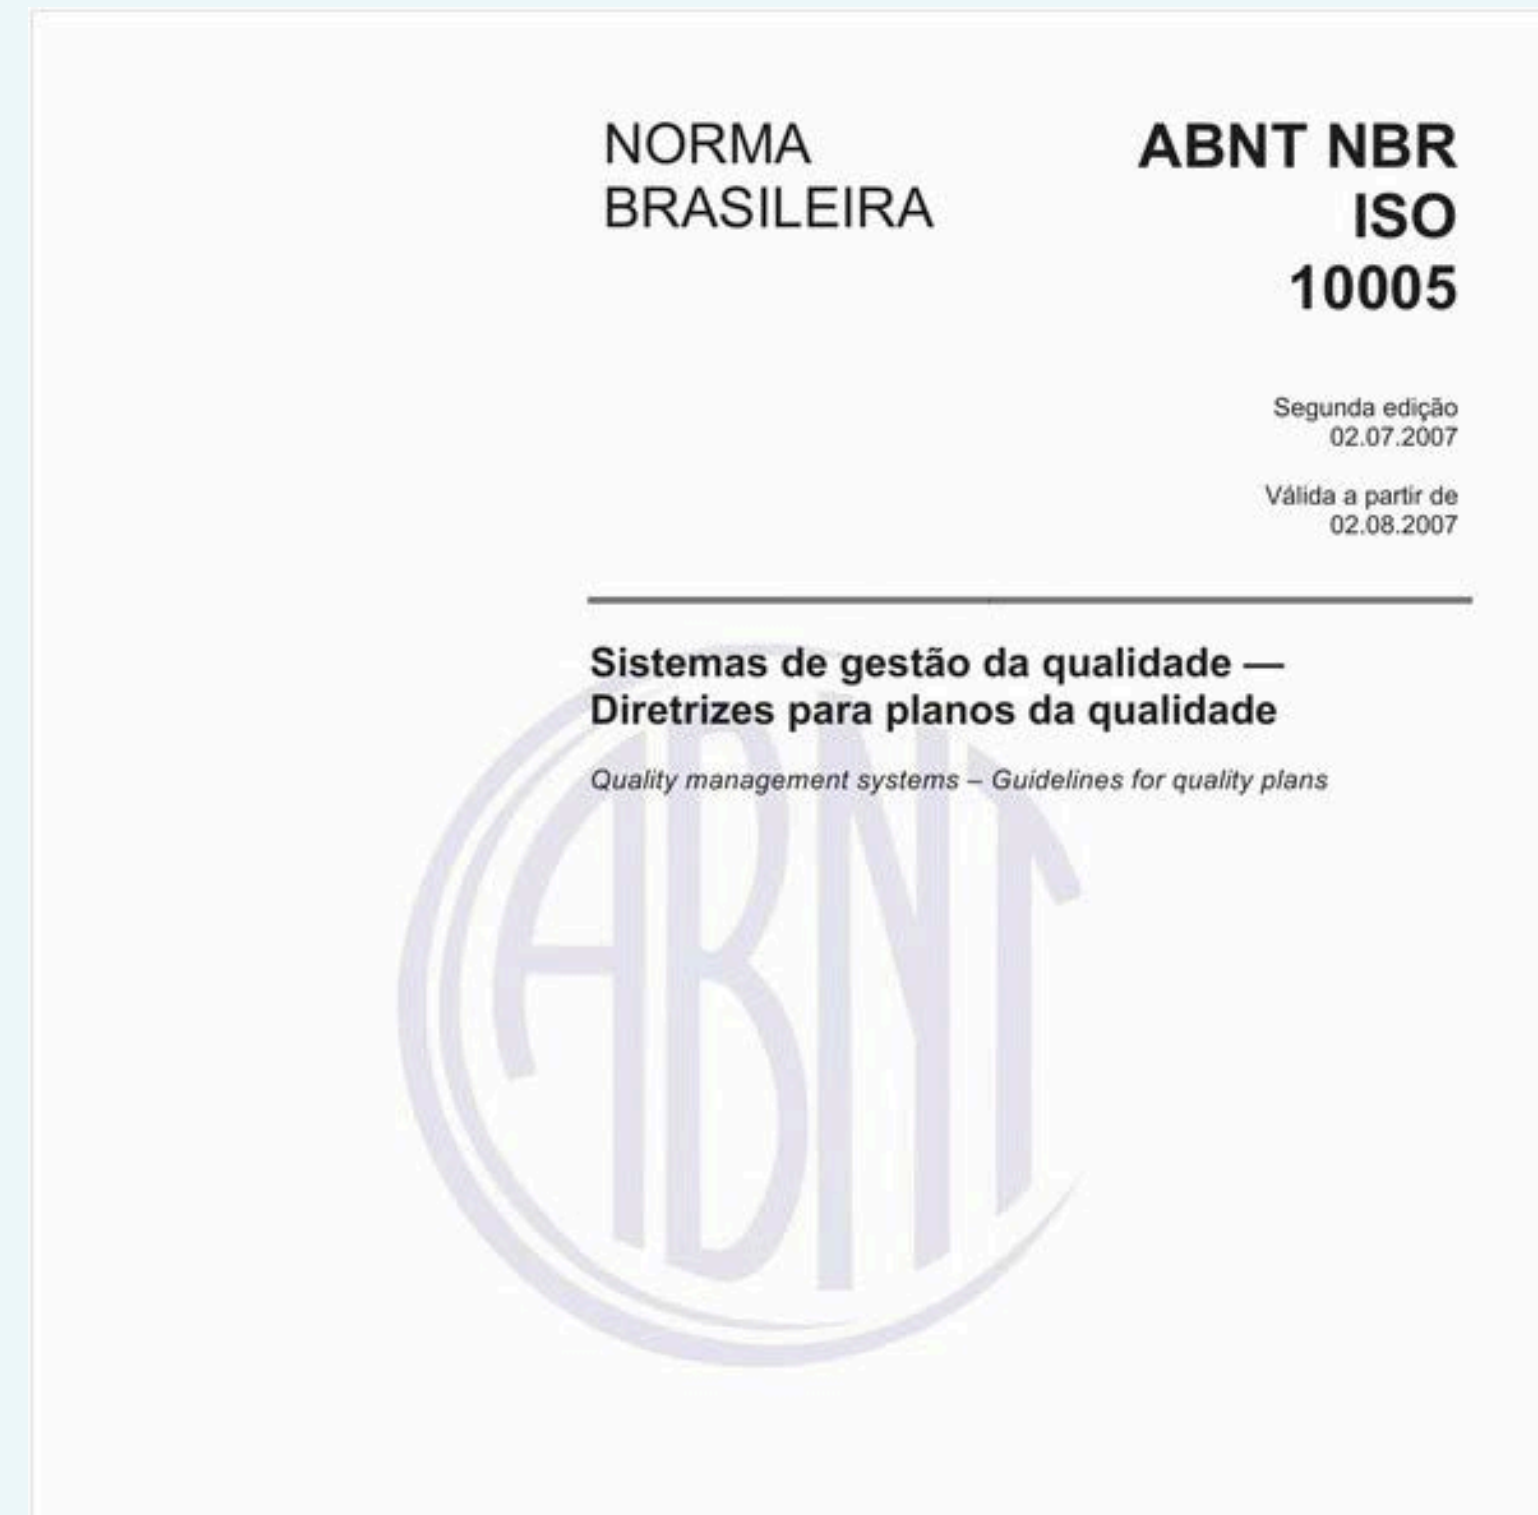 NORMA
BRASILEIRA
ABNT NBR
ISO
10005
Segunda edição
02.07.2007
Válida a partir de
02.08.2007
Sistemas de gestão da qualidade —
Diretrizes para planos da qualidade
Quality management systems – Guidelines for quality plans
ABNT